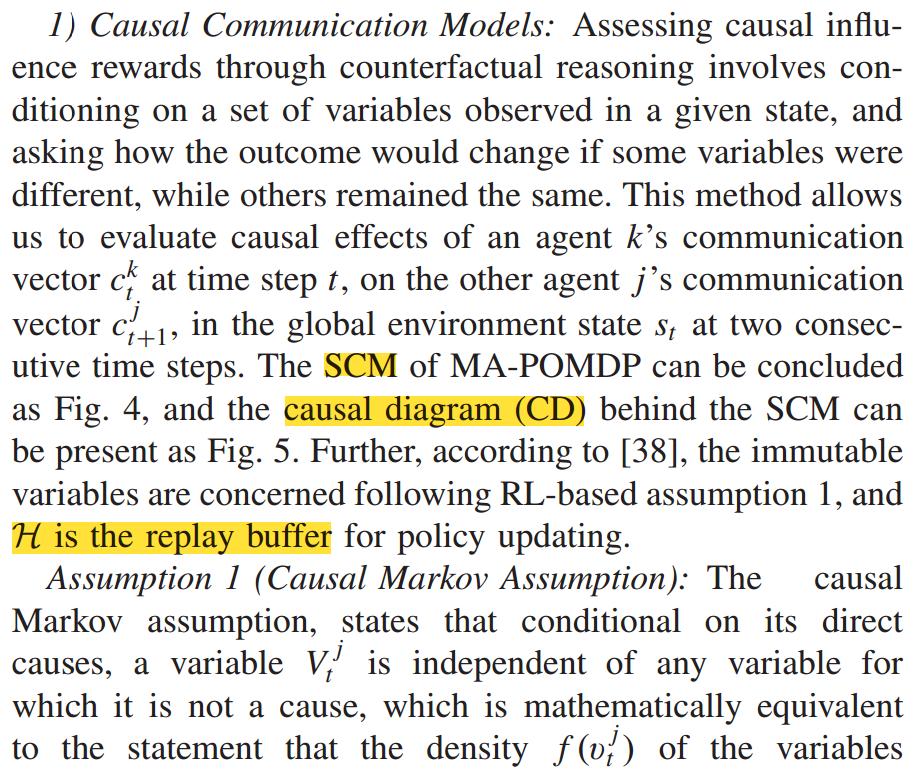 1) Causal Communication Models: Assessing causal influ-
ence rewards through counterfactual reasoning involves con-
ditioning on a set of variables observed in a given state, and
asking how the outcome would change if some variables were
different, while others remained the same. This method allows
us to evaluate causal effects of an agent k's communication
vector c_t^k at time step t, on the other agent j's communication
vector c_{t+1}^j, in the global environment state s_t at two consec-
utive time steps. The SCM of MA-POMDP can be concluded
as Fig. 4, and the causal diagram (CD) behind the SCM can
be present as Fig. 5. Further, according to [38], the immutable
variables are concerned following RL-based assumption 1, and
ℋ is the replay buffer for policy updating.
Assumption 1 (Causal Markov Assumption): The causal
Markov assumption, states that conditional on its direct
causes, a variable V_t^j is independent of any variable for
which it is not a cause, which is mathematically equivalent
to the statement that the density f(υ_t^j) of the variables